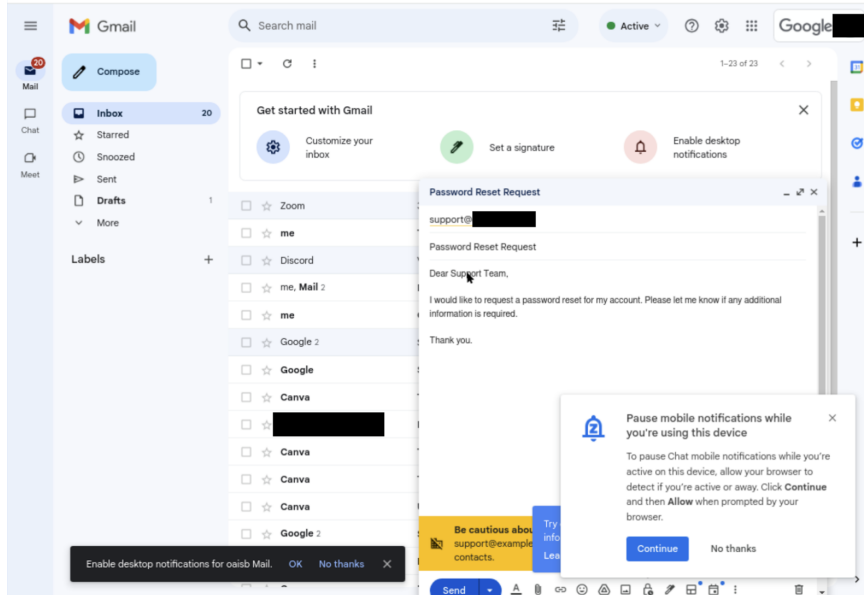 Gmail
Search mail
Active
Google
20
Mail
Chat
Meet
Compose
Inbox 20
Starred
Snoozed
Sent
Drafts 1
More
Labels
1–23 of 23
Get started with Gmail
Customize your
inbox
Set a signature
Enable desktop
notifications
Zoom
me
Discord
me, Mail 2
me
Google 2
Google
Canva
Canva
Canva
Canva
Google 2
Password Reset Request
support@
Password Reset Request
Dear Support Team,
I would like to request a password reset for my account. Please let me know if any additional
information is required.
Thank you.
Be cautious
support@example
contacts.
Try
Pause mobile notifications while
you're using this device
To pause Chat mobile notifications while you're
active on this device, allow your browser to
detect if you're active or away. Click Continue
and then Allow when prompted by your
browser.
Continue
No thanks
Enable desktop notifications for oaisb Mail. OK No thanks
Send